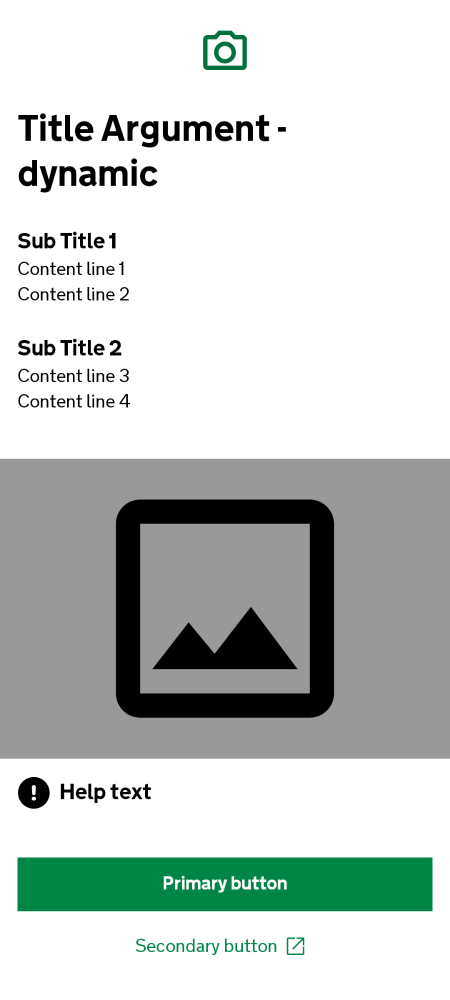 Title Argument -
dynamic
Sub Title 1
Content line 1
Content line 2
Sub Title 2
Content line 3
Content line 4
Help text
Primary button
Secondary button